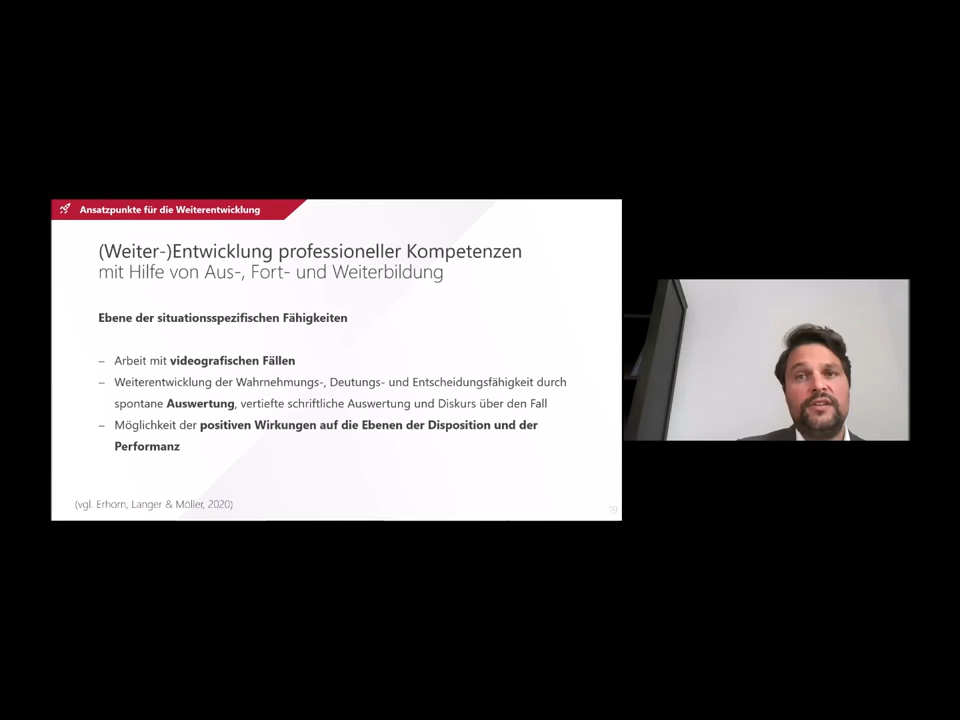 Ansatzpunkte für die Weiterentwicklung
(Weiter-)Entwicklung professioneller Kompetenzen
mit Hilfe von Aus-, Fort- und Weiterbildung
Ebene der situationsspezifischen Fähigkeiten
– Arbeit mit videografischen Fällen
– Weiterentwicklung der Wahrnehmungs-, Deutungs- und Entscheidungsfähigkeit durch
spontane Auswertung, vertiefte schriftliche Auswertung und Diskurs über den Fall
– Möglichkeit der positiven Wirkungen auf die Ebenen der Disposition und der
Performanz
(vgl. Erhorn, Langer & Möller, 2020)
19